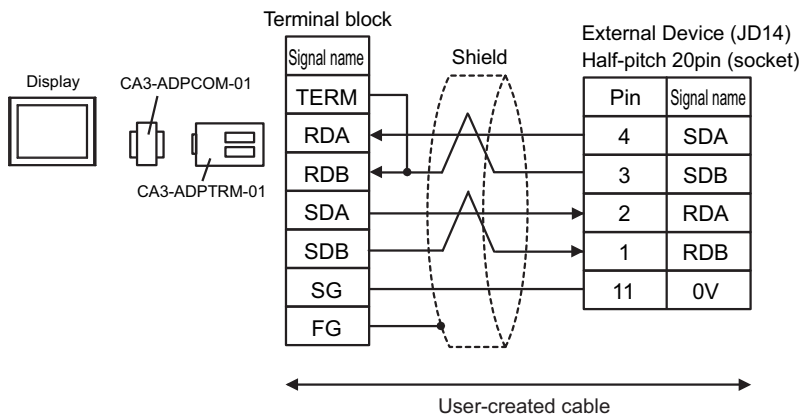 Terminal block
External Device (JD14)
Half-pitch 20pin (socket)
Signal name
Shield
Display
CA3-ADPCOM-01
CA3-ADPTRM-01
Pin
Signal name
TERM
RDA
4
SDA
RDB
3
SDB
SDA
2
RDA
SDB
1
RDB
SG
11
0V
FG
User-created cable